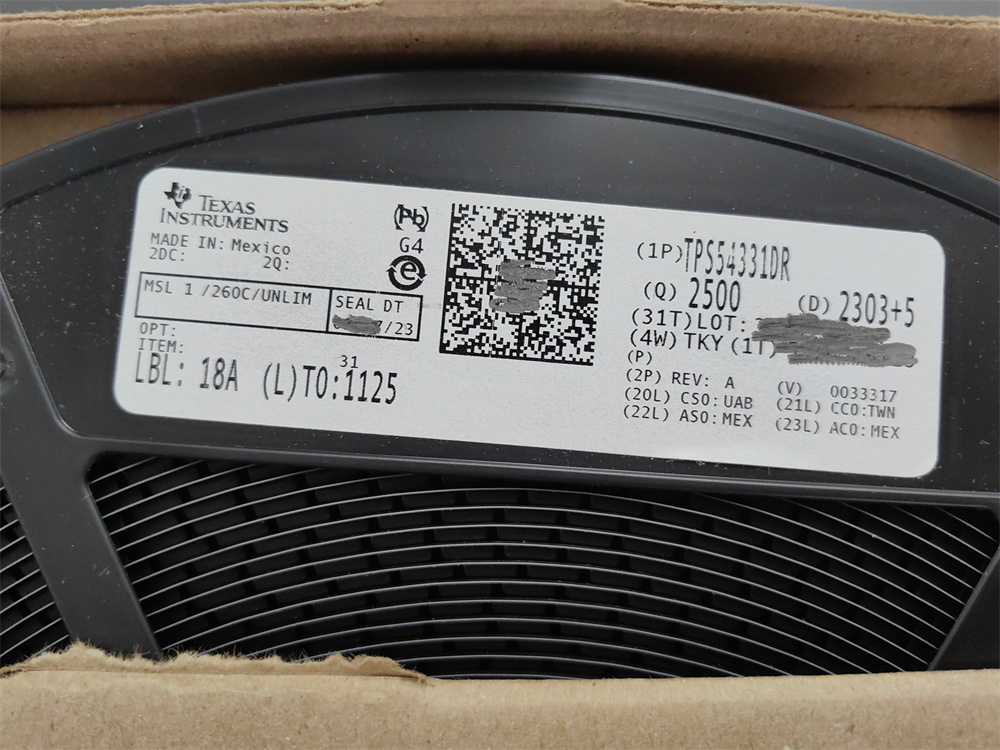 TEXAS
INSTRUMENTS
MADE IN: Mexico
2DC: 2Q:
MSL 1 /260C/UNLIM
SEAL DT
/23
OPT:
ITEM:
31
LBL: 18A (L)TO:1125
Pb
G4
e
(1P)TPS54331DR
(Q) 2500 (D) 2303+5
(31T)LOT:
(4W) TKY (1T)
(P)
(2P) REV: A (V) 0033317
(20L) CSO:UAB (21L) CCO:TWN
(22L) ASO:MEX (23L) ACO:MEX